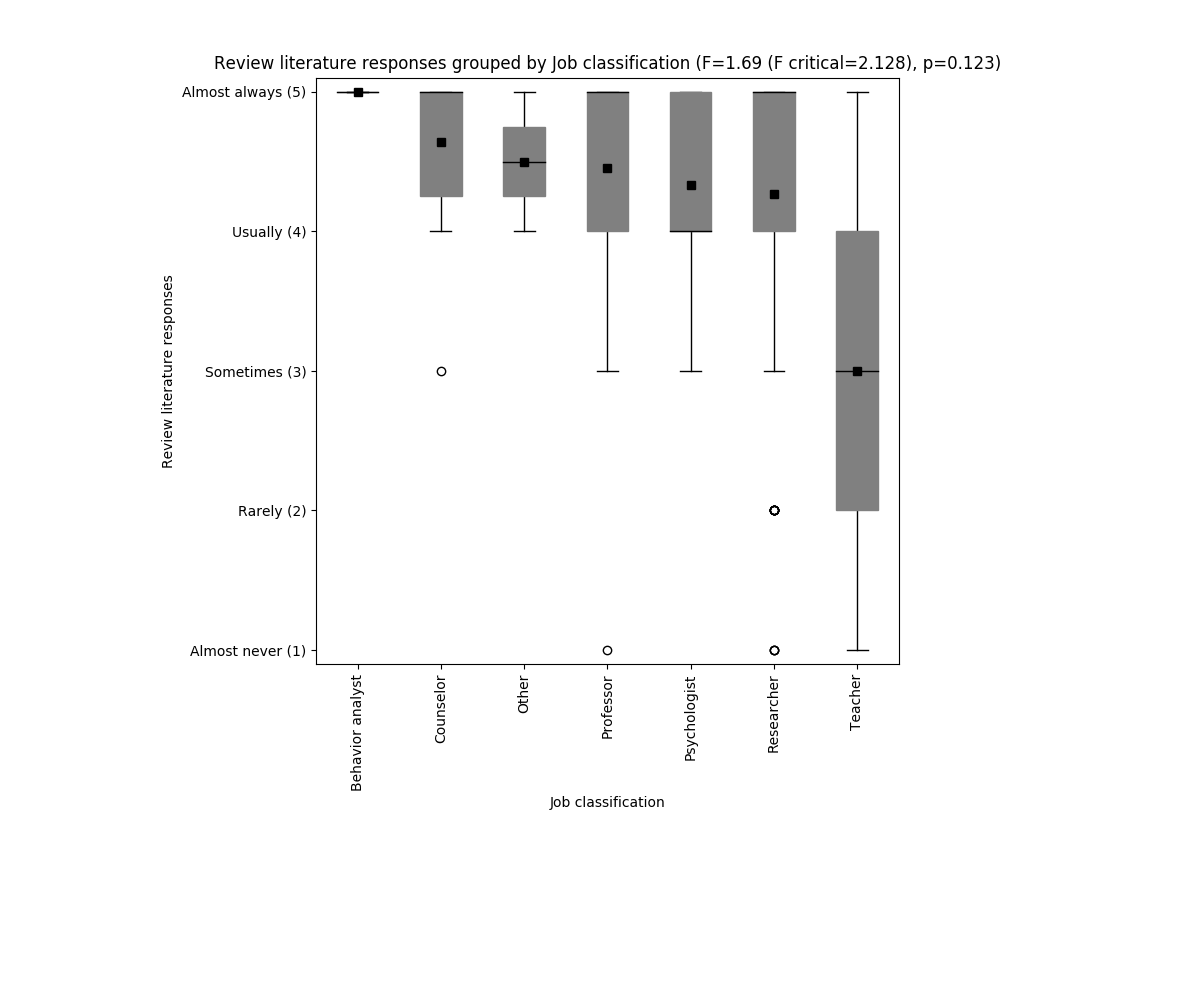 Review literature responses grouped by Job classification (F=1.69 (F critical=2.128), p=0.123)
Almost always (5)
Usually (4)
Sometimes (3)
Rarely (2)
Almost never (1)
Review literature responses
Behavior analyst
Counselor
Other
Professor
Psychologist
Researcher
Teacher
Job classification